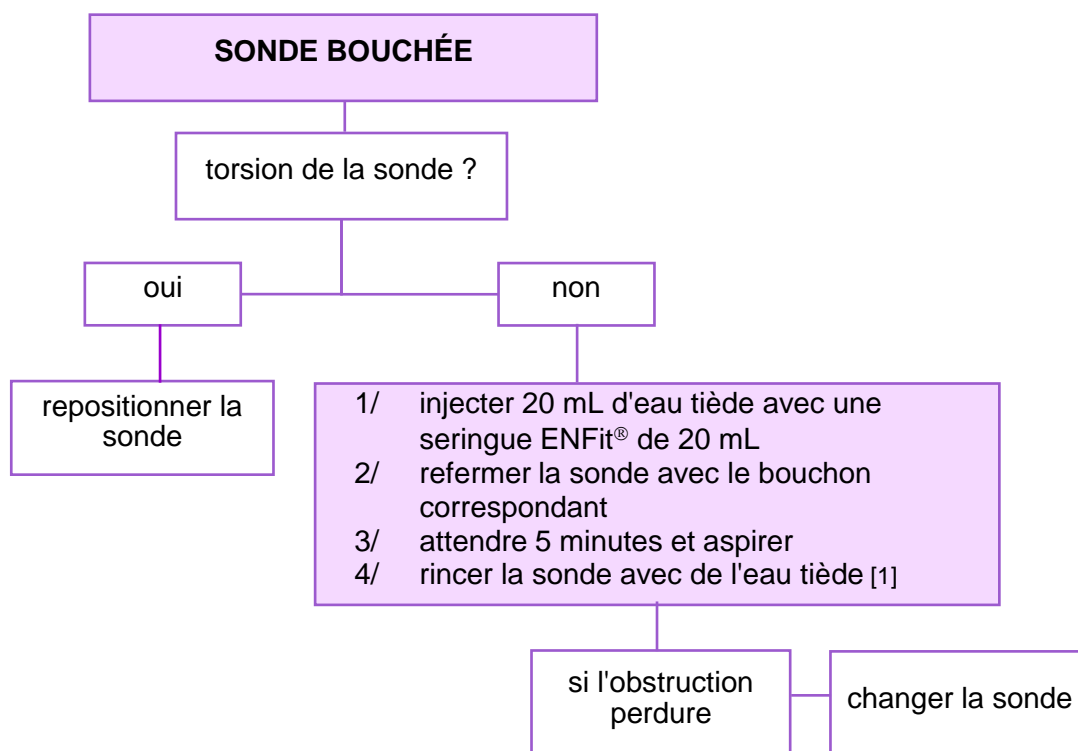 SONDE BOUCHÉE
torsion de la sonde ?
oui
non
repositionner la
sonde
1/ injecter 20 mL d'eau tiède avec une
seringue ENFit® de 20 mL
2/ refermer la sonde avec le bouchon
correspondant
3/ attendre 5 minutes et aspirer
4/ rincer la sonde avec de l'eau tiède [1]
si l'obstruction
perdure
changer la sonde